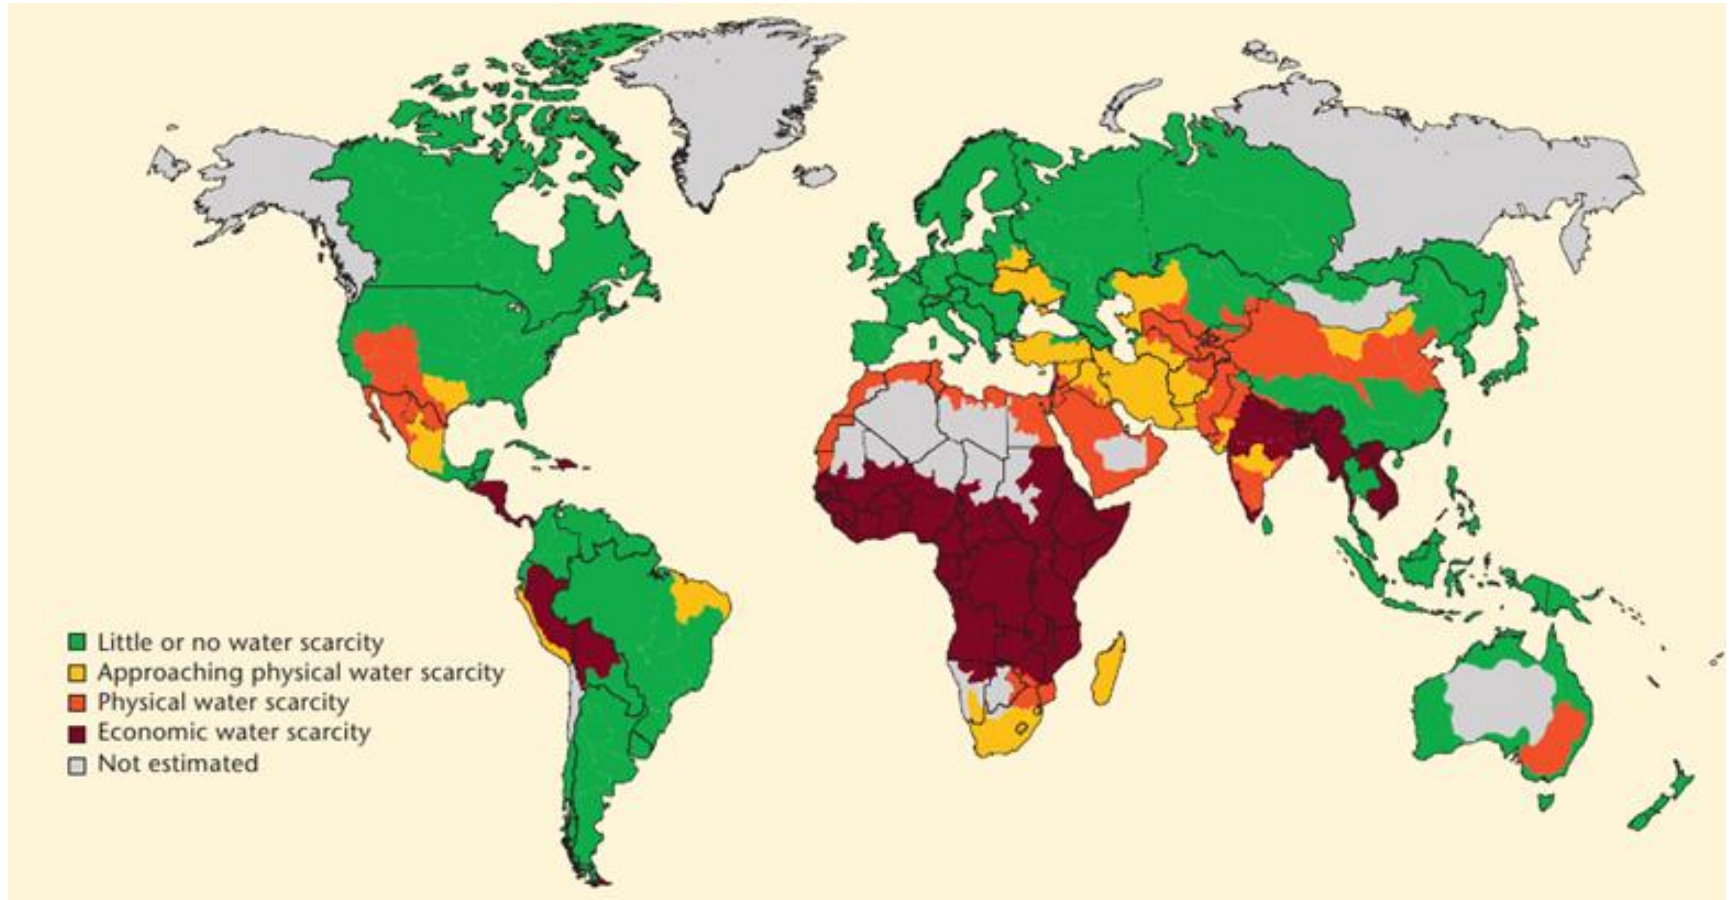 Little or no water scarcity
Approaching physical water scarcity
Physical water scarcity
Economic water scarcity
Not estimated